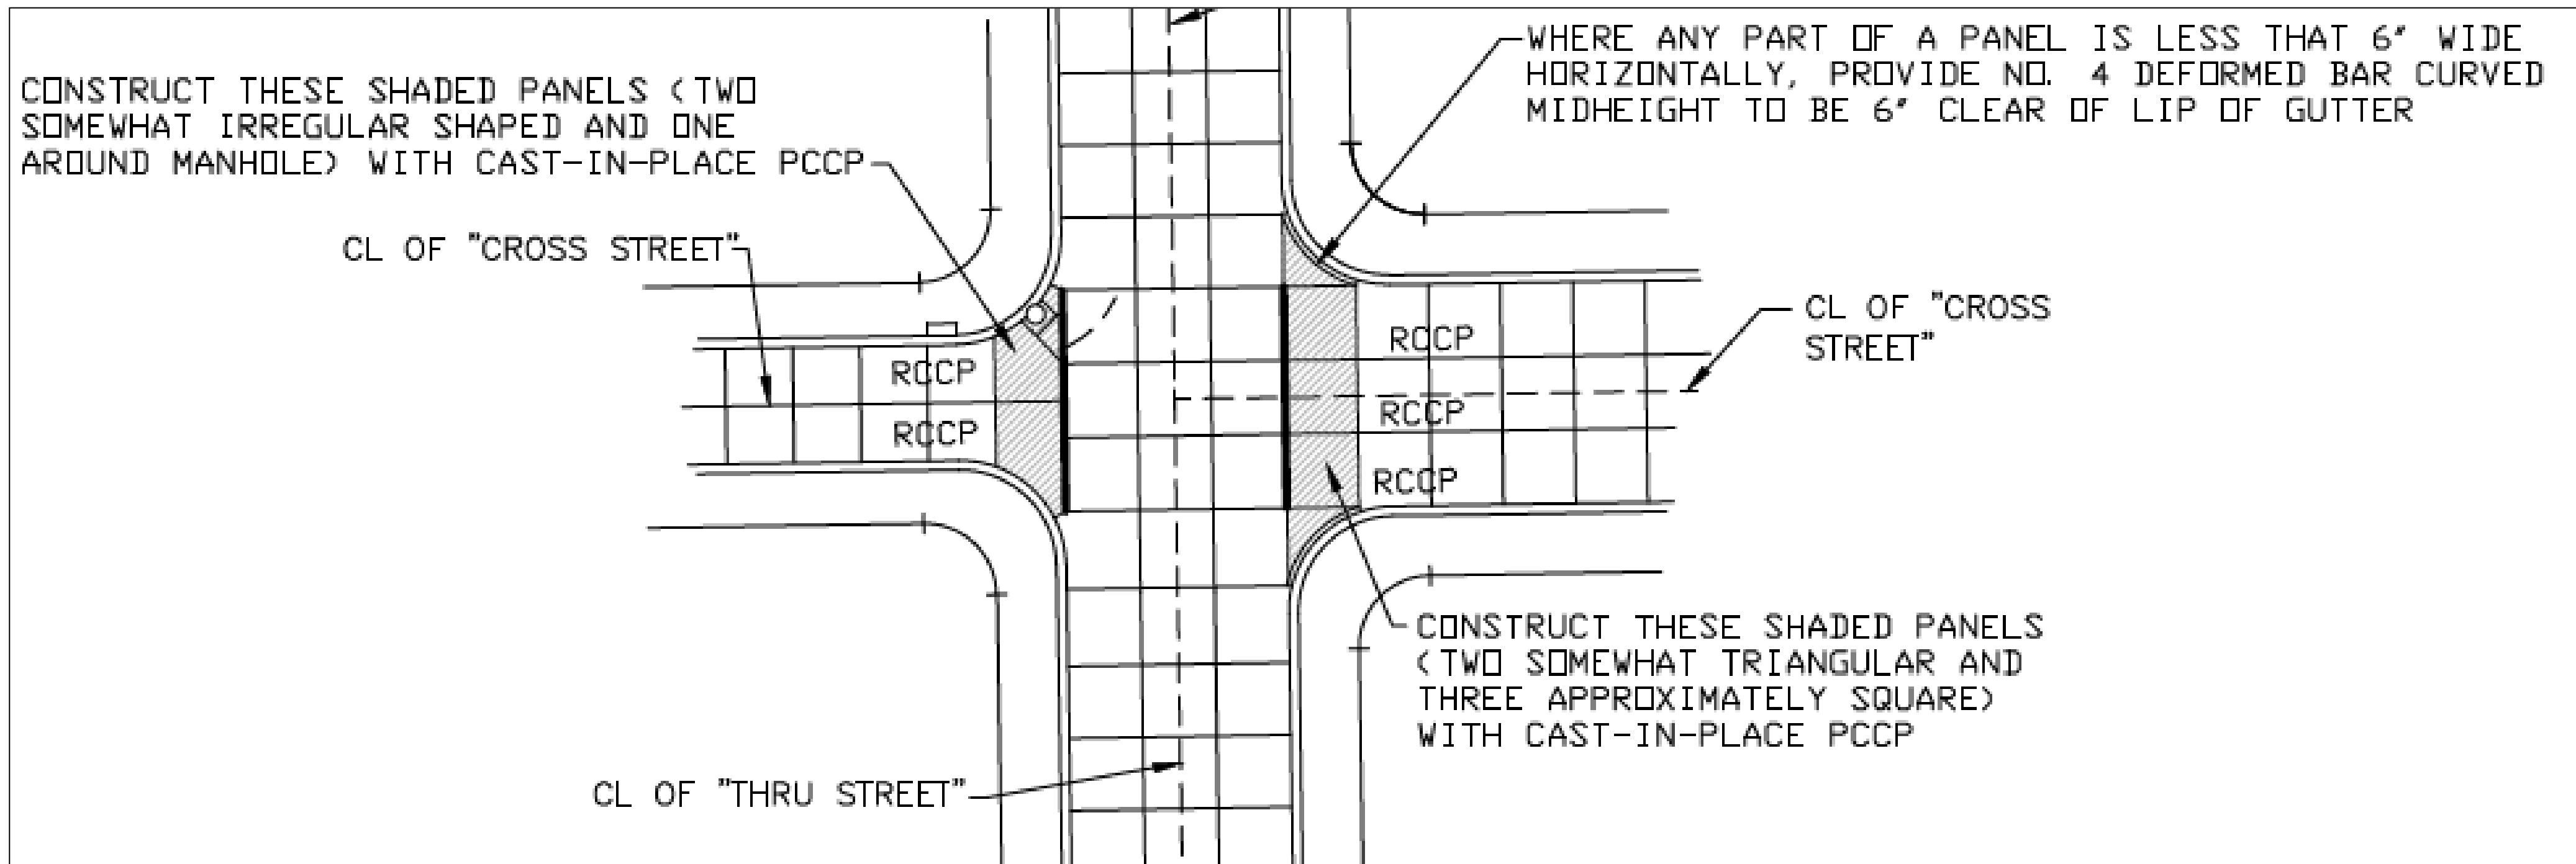 CONSTRUCT THESE SHADED PANELS (TWO
SOMEWHAT IRREGULAR SHAPED AND ONE
AROUND MANHOLE) WITH CAST-IN-PLACE PCCP
WHERE ANY PART OF A PANEL IS LESS THAT 6' WIDE
HORIZONTALLY, PROVIDE NO. 4 DEFORMED BAR CURVED
MIDHEIGHT TO BE 6' CLEAR OF LIP OF GUTTER
CL OF "CROSS STREET"
CL OF "CROSS
STREET"
RCCP
RCCP
RCCP
RCCP
RCCP
CONSTRUCT THESE SHADED PANELS
(TWO SOMEWHAT TRIANGULAR AND
THREE APPROXIMATELY SQUARE)
WITH CAST-IN-PLACE PCCP
CL OF "THRU STREET"